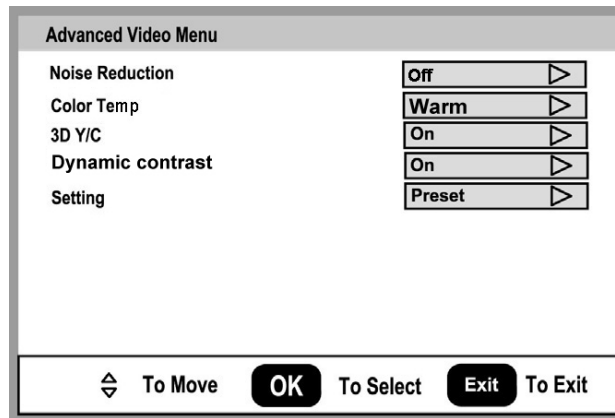 Advanced Video Menu
Noise Reduction Off
Color Temp Warm
3D Y/C On
Dynamic contrast On
Setting Preset
To Move OK To Select Exit To Exit